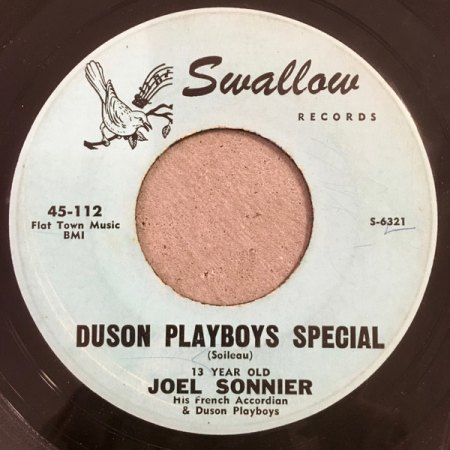 Swallow
RECORDS
45-112
Flat Town Music
BMI
S-6321
DUSON PLAYBOYS SPECIAL
(Soileau)
13 YEAR OLD
JOEL SONNIER
His French Accordian
& Duson Playboys